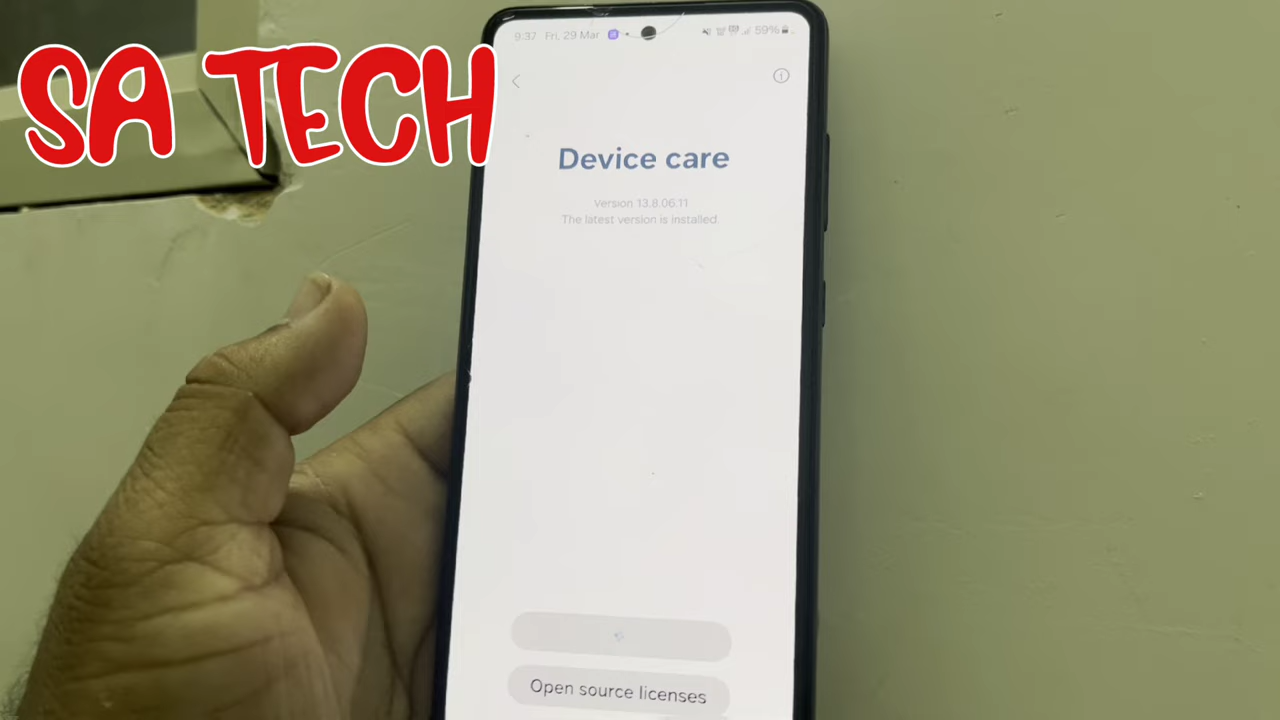 SA TECH
9:37 Fri, 29 Mar 59%
Device care
Version 13.8.06.11
The latest version is installed.
Open source licenses